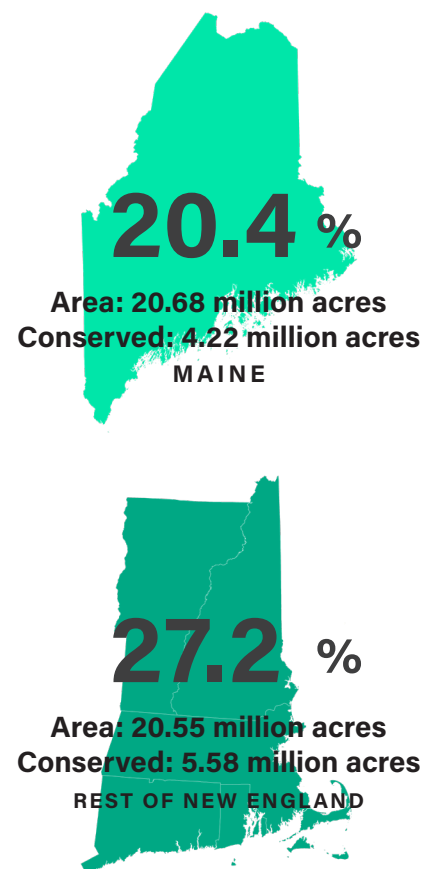 20.4 %
Area: 20.68 million acres
Conserved: 4.22 million acres
MAINE
27.2 %
Area: 20.55 million acres
Conserved: 5.58 million acres
REST OF NEW ENGLAND